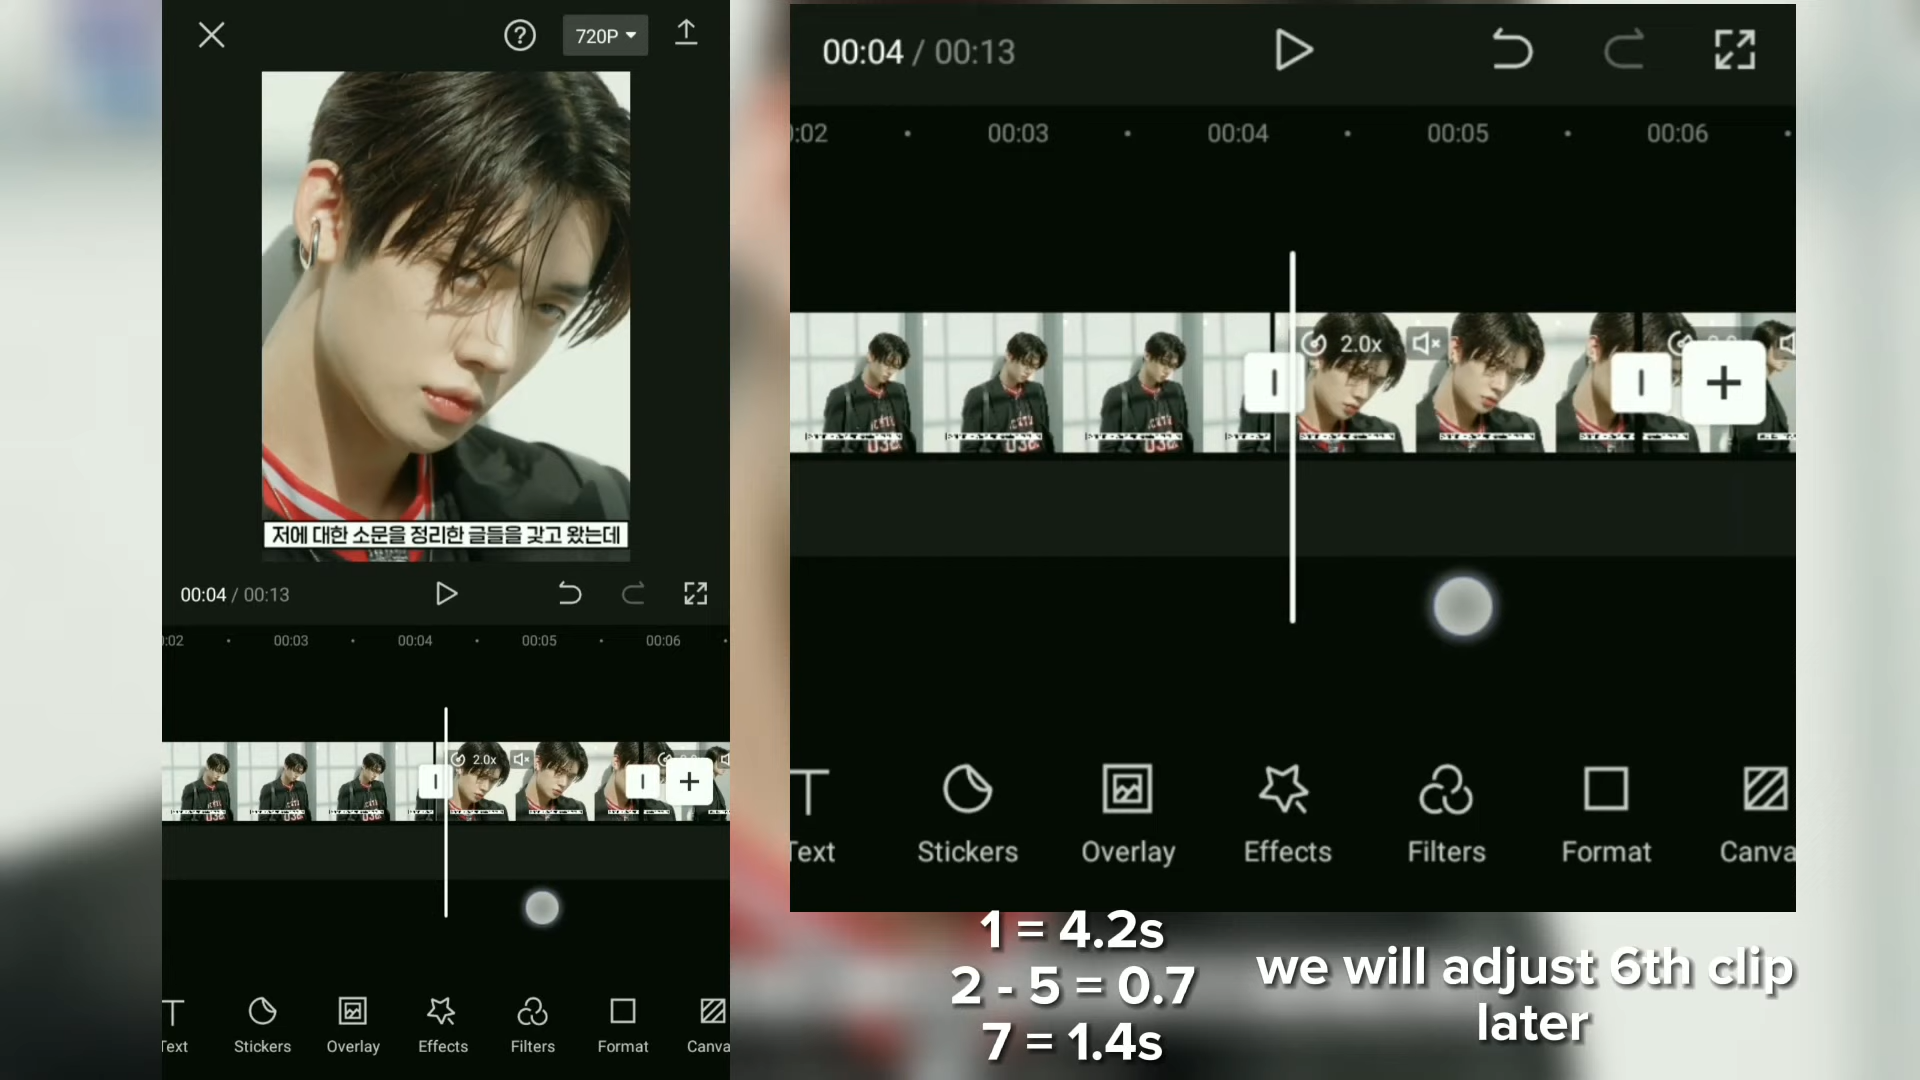 720P
저에 대한 소문을 정리한 글들을 갖고 왔는데
00:04 / 00:13
:02 00:03 00:04 00:05 00:06
2.0x
Text Stickers Overlay Effects Filters Format Canva
00:04 / 00:13
:02 00:03 00:04 00:05 00:06
2.0x
Text Stickers Overlay Effects Filters Format Canva
1 = 4.2s
2 - 5 = 0.7
7 = 1.4s
we will adjust 6th clip
later